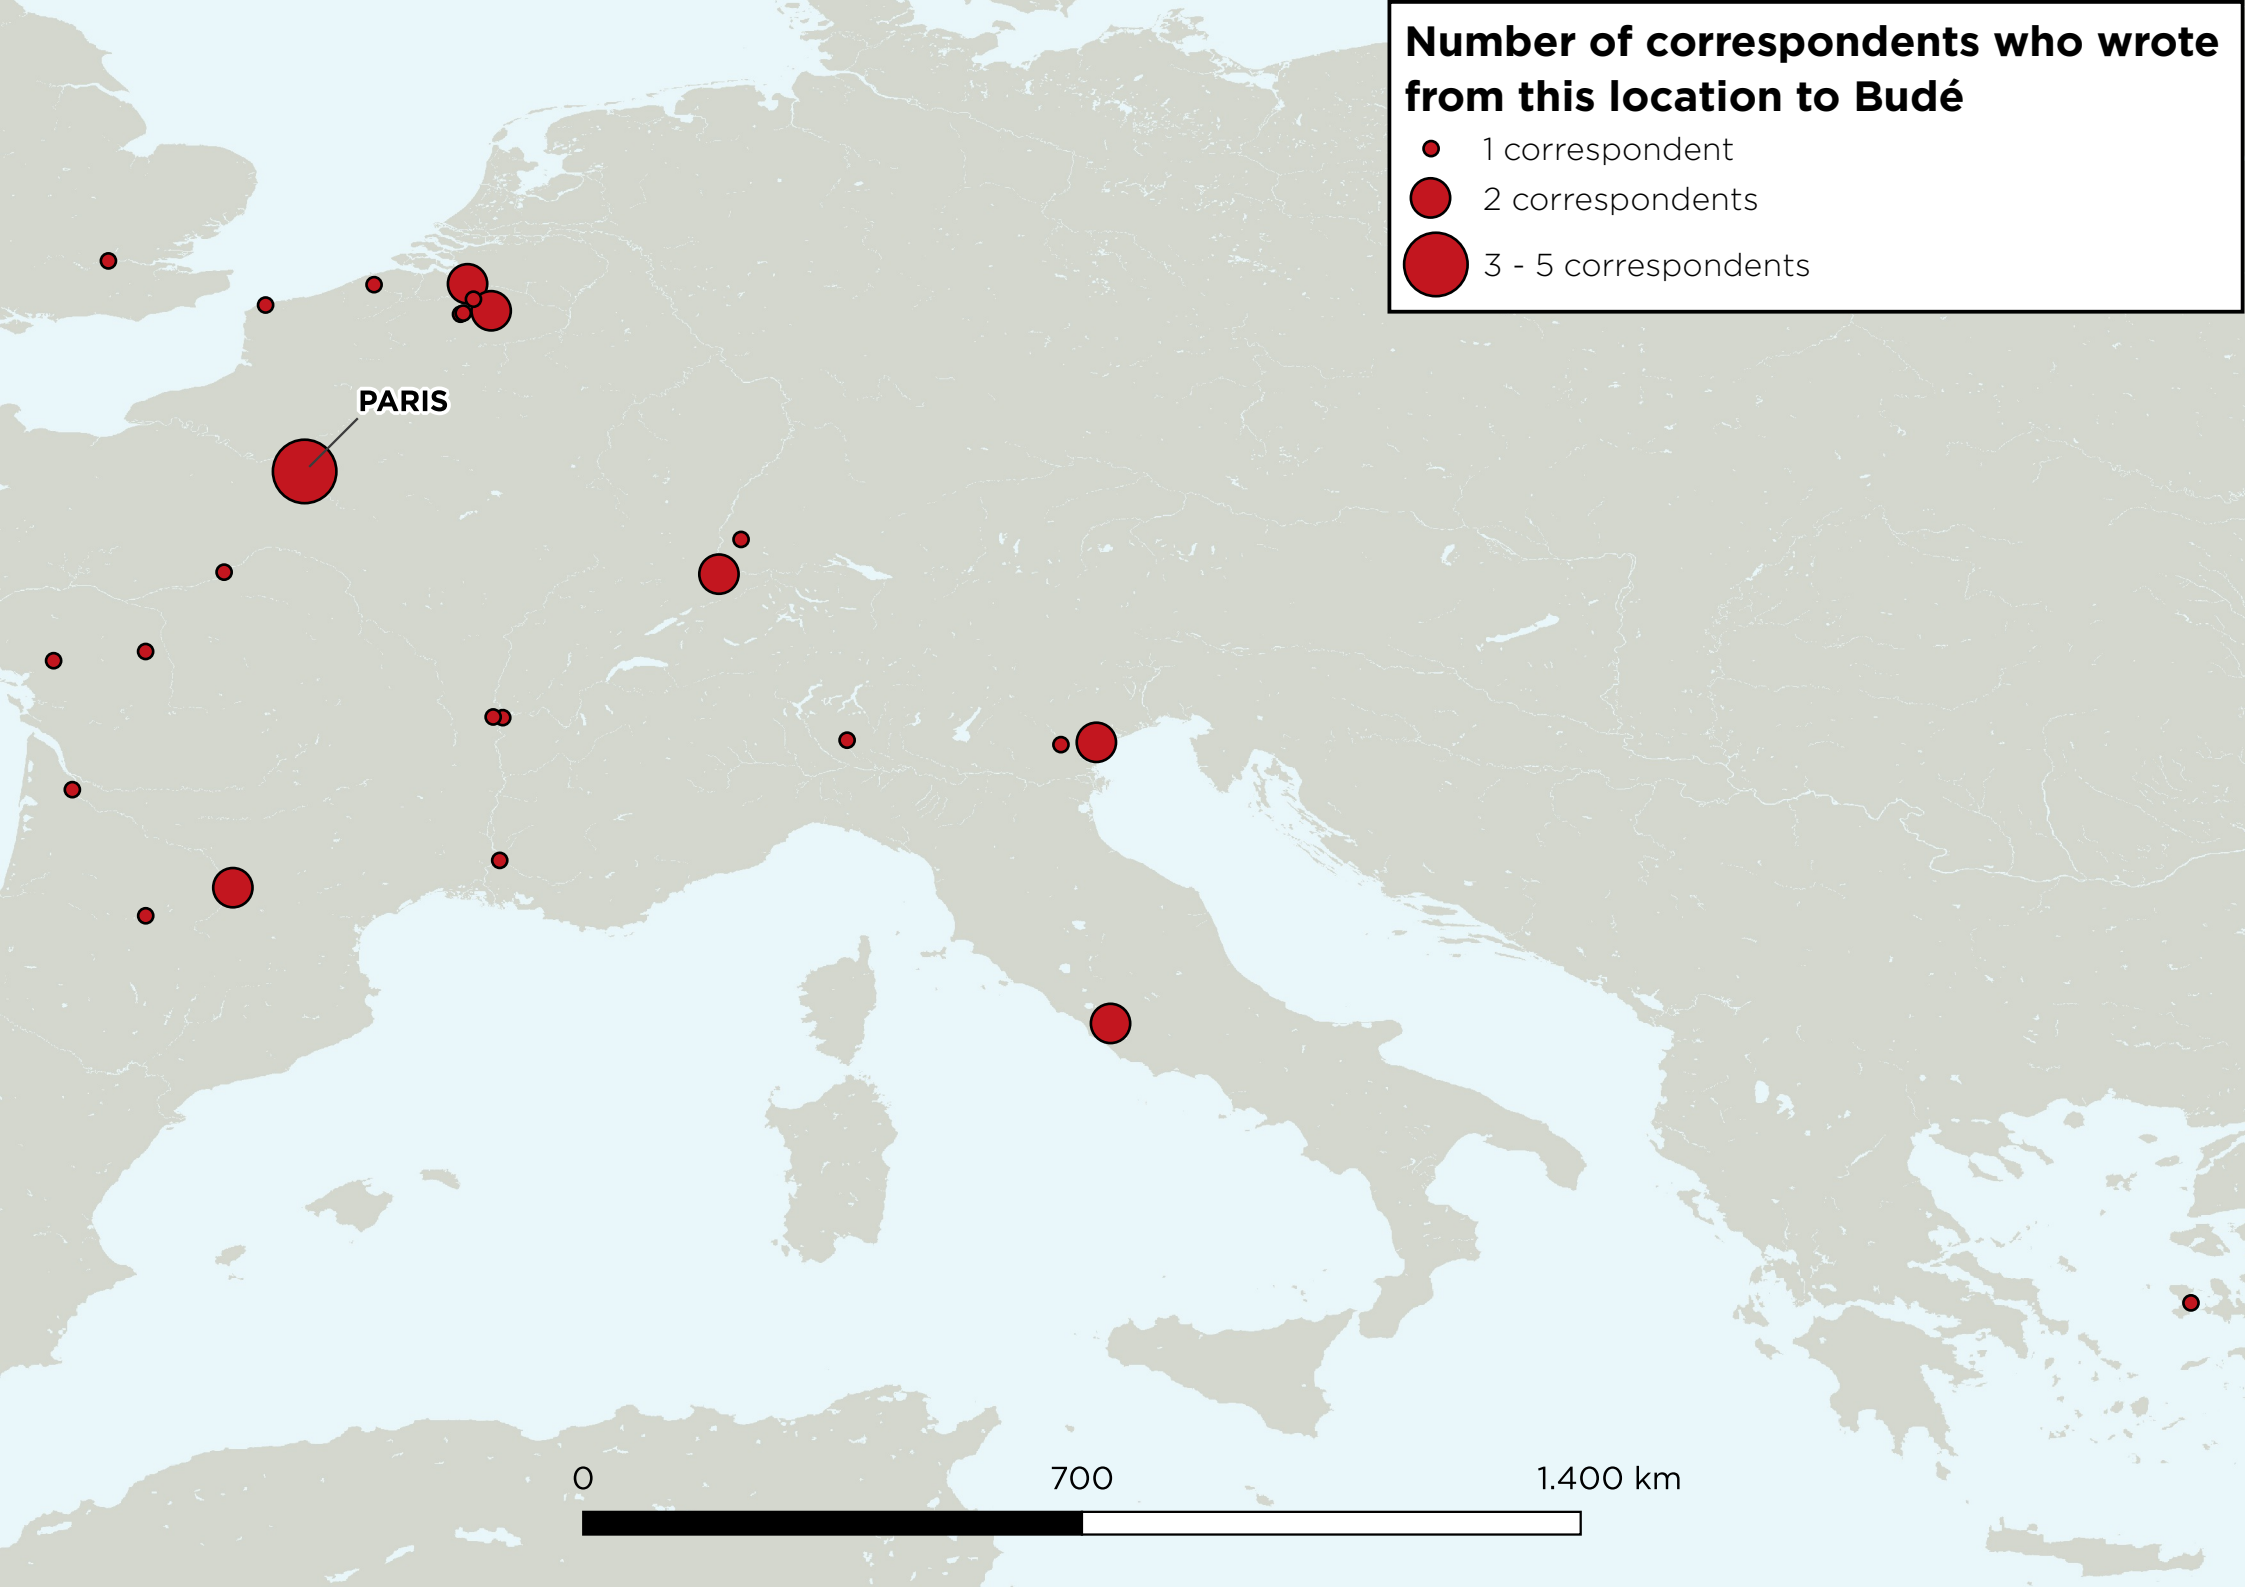 Number of correspondents who wrote
from this location to Budé
1 correspondent
2 correspondents
3 - 5 correspondents
PARIS
0 700 1.400 km